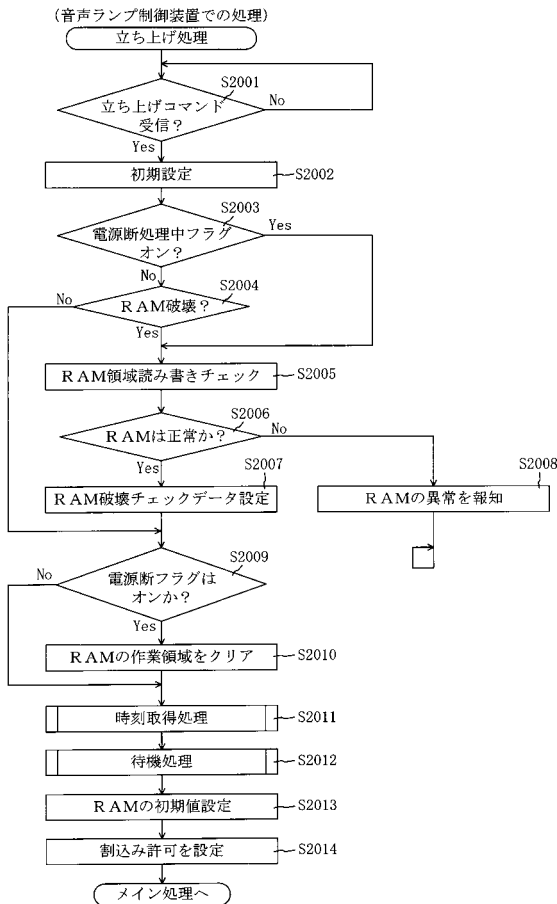 (音声ランプ制御装置での処理)
立ち上げ処理
S2001
立ち上げコマンド
受信?
No
Yes
初期設定
S2002
S2003
電源断処理中フラグ
オン?
Yes
No
S2004
RAM破壊?
No
Yes
RAM領域読み書きチェック
S2005
S2006
RAMは正常か?
No
Yes
S2007
RAM破壊チェックデータ設定
S2008
RAMの異常を報知
S2009
電源断フラグは
オンか?
No
Yes
RAMの作業領域をクリア
S2010
時刻取得処理
S2011
待機処理
S2012
RAMの初期値設定
S2013
割込み許可を設定
S2014
メイン処理へ